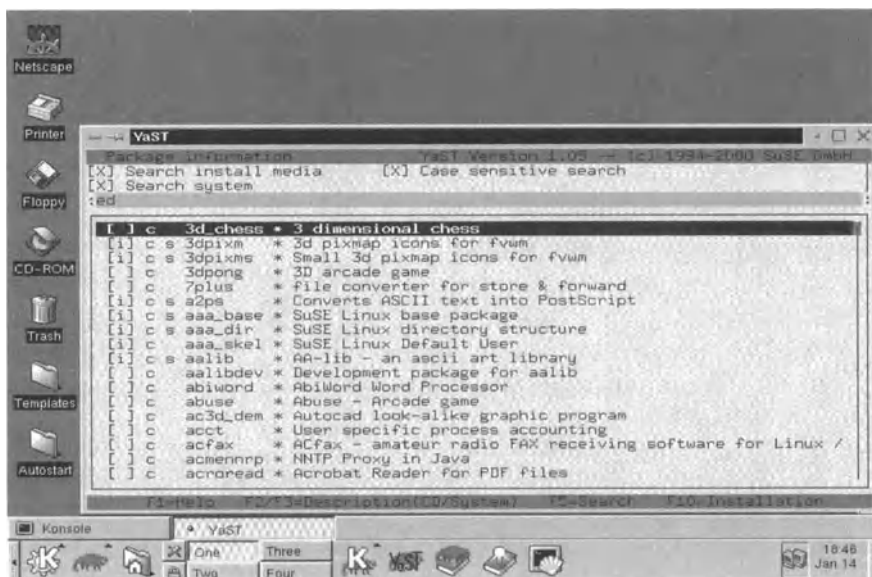 Netscape
Printer
Floppy
CD-ROM
Trash
Templates
Autostart
YaST
Package information YaST Version 1.05 -- (c) 1994-2000 SuSE GmbH
[X] Search install media [X] Case sensitive search
[X] Search system
:ed
[ ] c 3d_chess * 3 dimensional chess
[i] c s 3dpixm * 3d pixmap icons for fvwm
[i] c s 3dpixms * Small 3d pixmap icons for fvwm
[ ] c 3dpong * 3D arcade game
[ ] c 7plus * file converter for store & forward
[i] c s a2ps * Converts ASCII text into PostScript
[i] c s aaa_base * SuSE Linux base package
[i] c s aaa_dir * SuSE Linux directory structure
[i] c s aaa_skel * SuSE Linux Default User
[i] c s aalib * AA-lib - an ascii art library
[ ] c aalibdev * Development package for aalib
[ ] c abiword * AbiWord Word Processor
[ ] c abuse * Abuse - Arcade game
[ ] c ac3d_dem * Autocad look-alike graphic program
[ ] c acct * User specific process accounting
[ ] c acfax * ACfax - amateur radio FAX receiving software for Linux /
[ ] c acmennrp * NNTP Proxy in Java
[ ] c acroread * Acrobat Reader for PDF files
F1=Help F2/F3=Description(CD/System) F5=Search F10=Installation
Konsole
YaST
One Three
Two Four
K
K
YaST
18:46
Jan 14